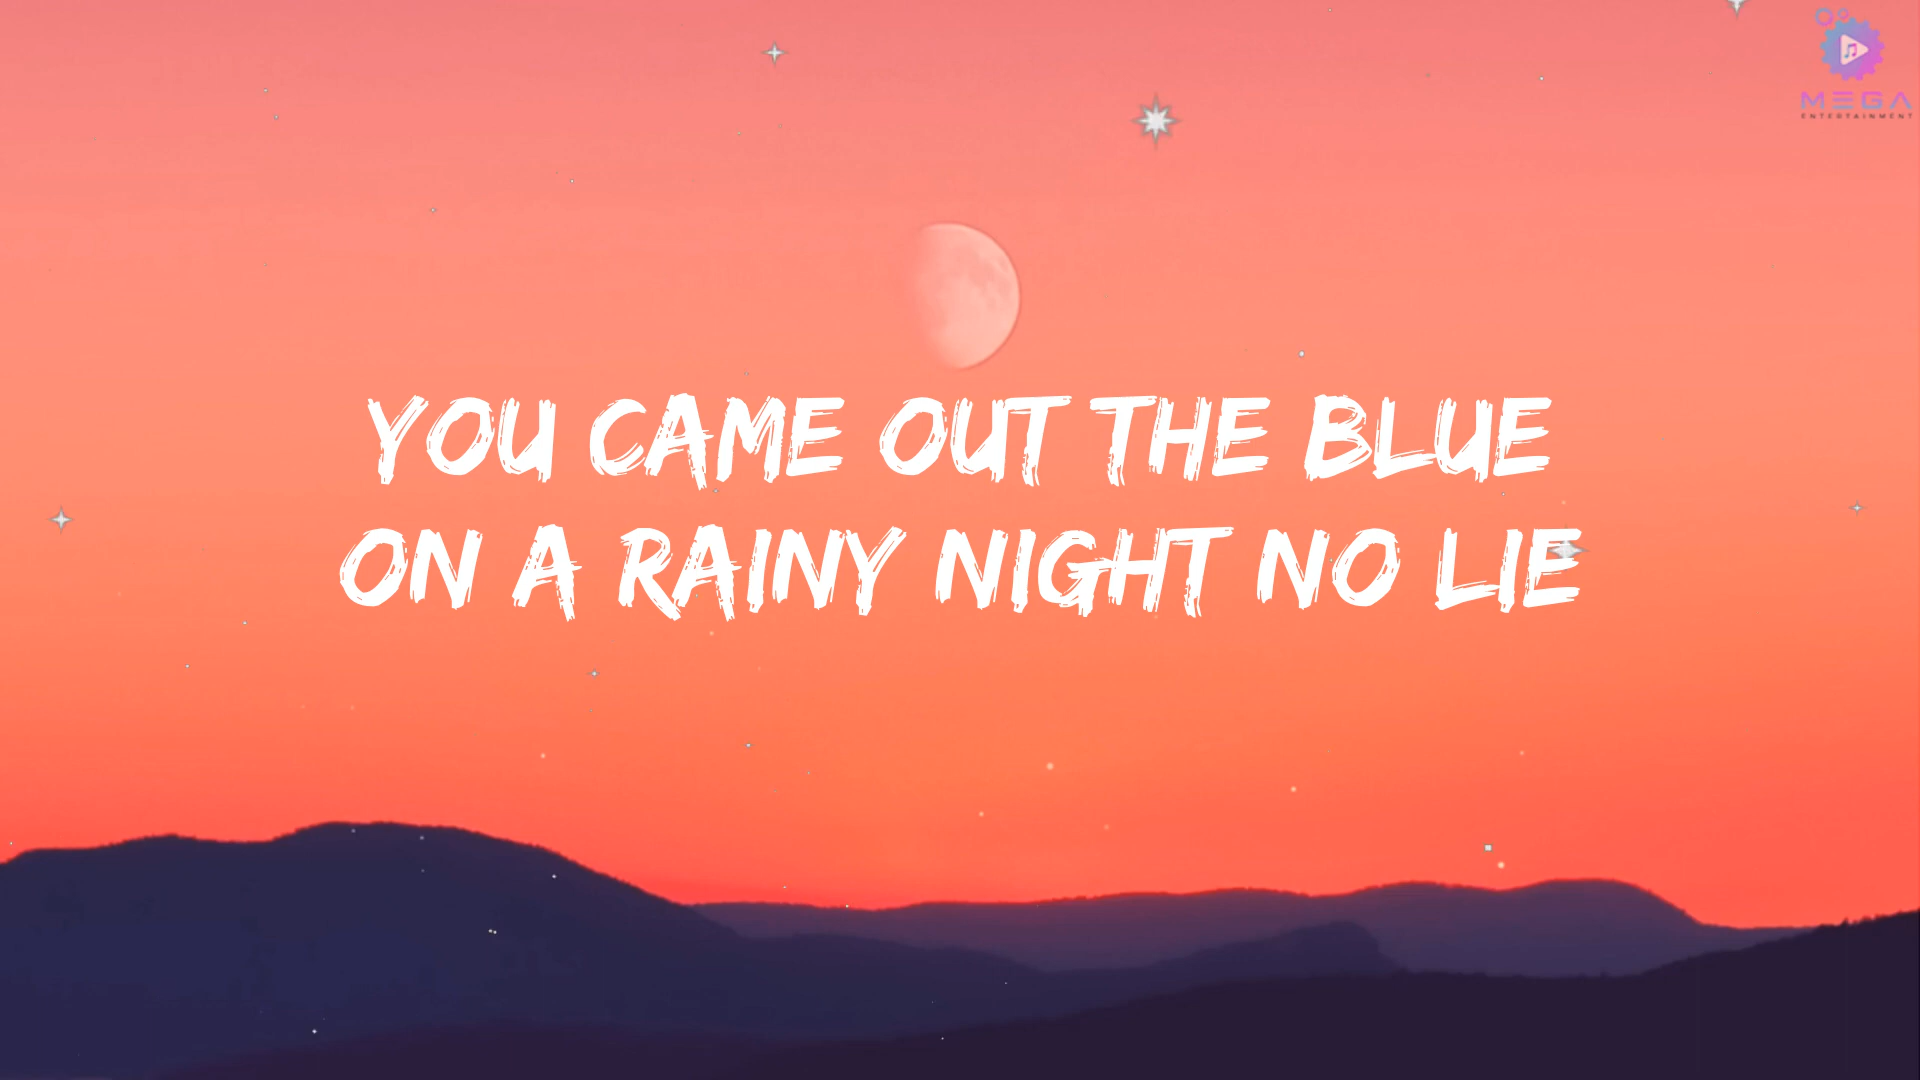 MEGA
ENTERTAINMENT
YOU CAME OUT THE BLUE
ON A RAINY NIGHT NO LIE